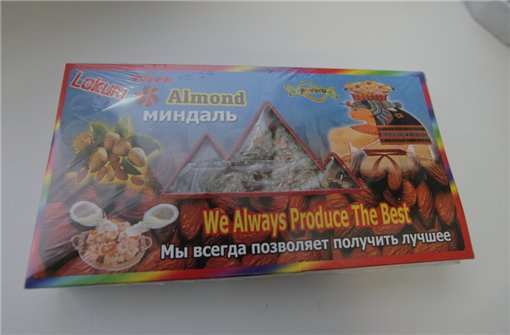 Lokum
Almond
миндаль
We Always Produce The Best
Мы всегда позволяет получить лучшее